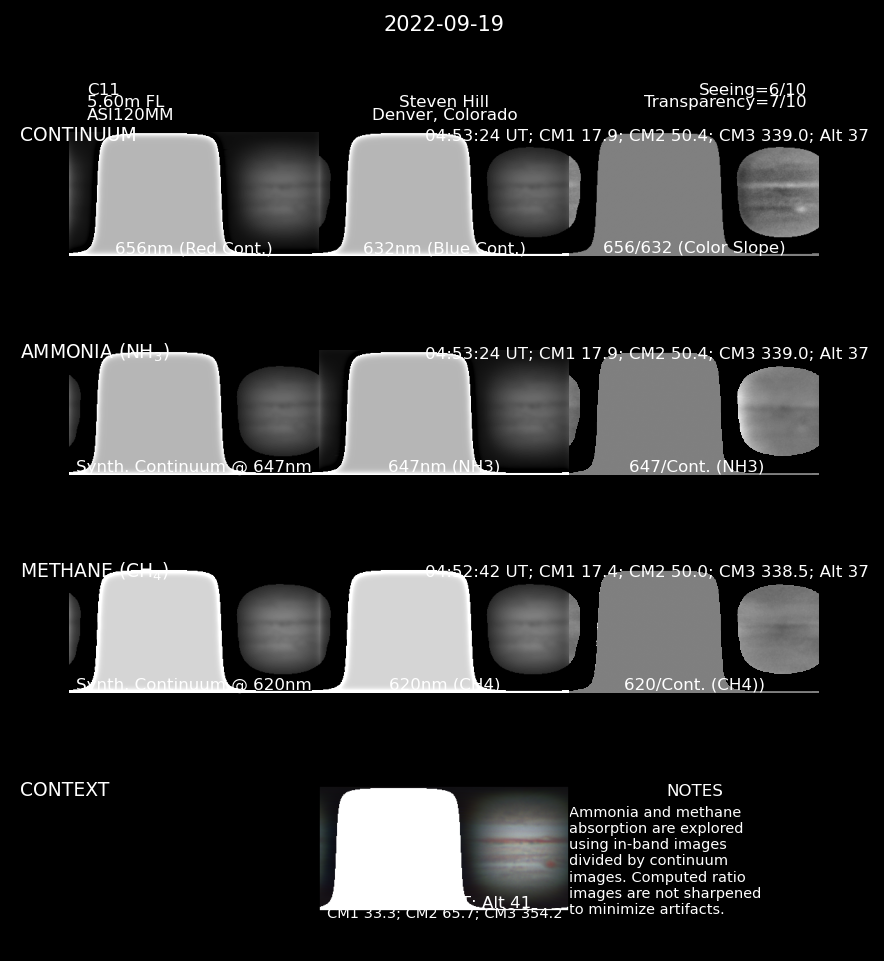 2022-09-19
C11
5.60m FL
ASI120MM
Steven Hill
Denver, Colorado
Seeing=6/10
Transparency=7/10
CONTINUUM
04:53:24 UT; CM1 17.9; CM2 50.4; CM3 339.0; Alt 37
656nm (Red Cont.)
632nm (Blue Cont.)
656/632 (Color Slope)
AMMONIA (NH₃)
04:53:24 UT; CM1 17.9; CM2 50.4; CM3 339.0; Alt 37
Synth. Continuum @ 647nm
647nm (NH3)
647/Cont. (NH3)
METHANE (CH₄)
04:52:42 UT; CM1 17.4; CM2 50.0; CM3 338.5; Alt 37
Synth. Continuum @ 620nm
620nm (CH4)
620/Cont. (CH4))
CONTEXT
Alt 41
CM1 33.3; CM2 65.7; CM3 354.2
NOTES
Ammonia and methane
absorption are explored
using in-band images
divided by continuum
images. Computed ratio
images are not sharpened
to minimize artifacts.